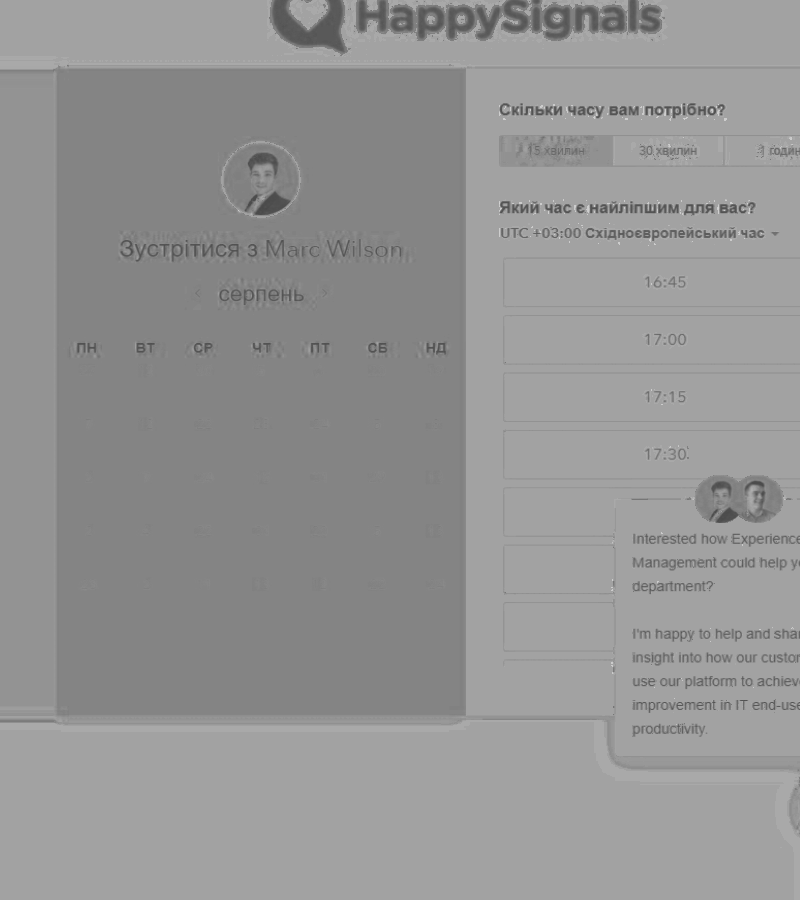 HappySignals
Зустрітися з Marc Wilson
серпень
ПН ВТ СР ЧТ ПТ СБ НД
Скільки часу вам потрібно?
15 хвилин 30 хвилин 1 годин
Який час є найліпшим для вас?
UTC +03:00 Східноєвропейський час
16:45
17:00
17:15
17:30
Interested how Experience
Management could help yo
department?
I'm happy to help and shar
insight into how our custom
use our platform to achieve
improvement in IT end-use
productivity.